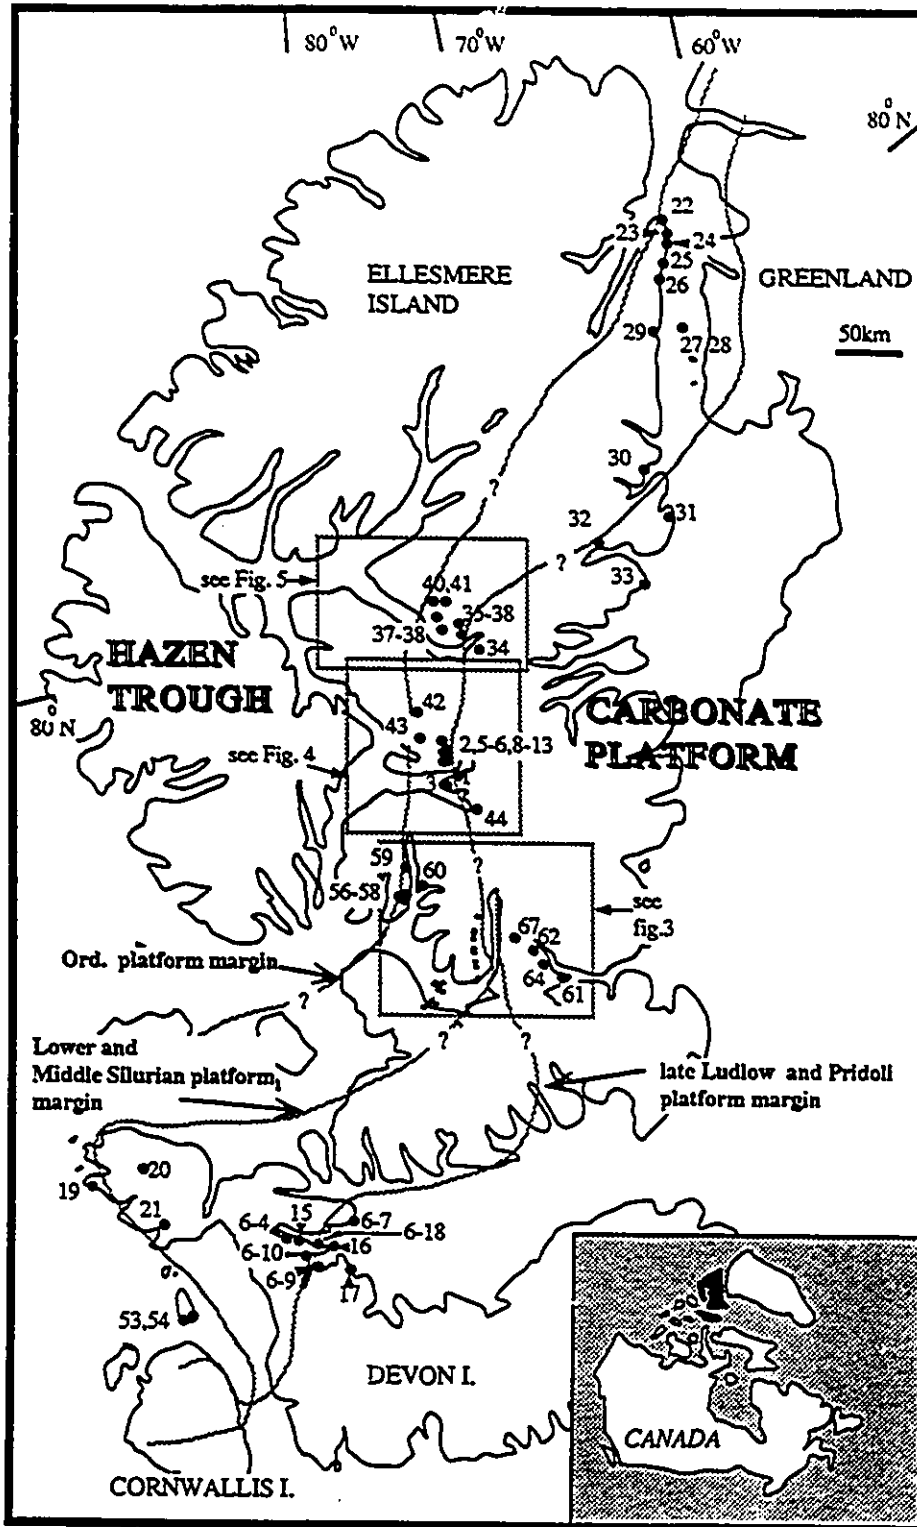 80°W
70°W
60°W
80°N
22
23
24
25
26
ELLESMERE
ISLAND
GREENLAND
29
27
28
50km
30
?
31
32
?
33
see Fig. 5
40,41
35-38
37-38
34
HAZEN
TROUGH
80°N
42
43
CARBONATE
PLATFORM
2,5-6,8-13
see Fig. 4
3
44
59
60
?
56-58
see
fig.3
67
62
64
61
Ord. platform margin
?
?
?
Lower and
Middle Silurian platform
margin
late Ludlow and Pridoli
platform margin
20
19
21
15
6-7
6-4
6-18
6-10
16
6-9
17
53,54
DEVON I.
CANADA
CORNWALLIS I.